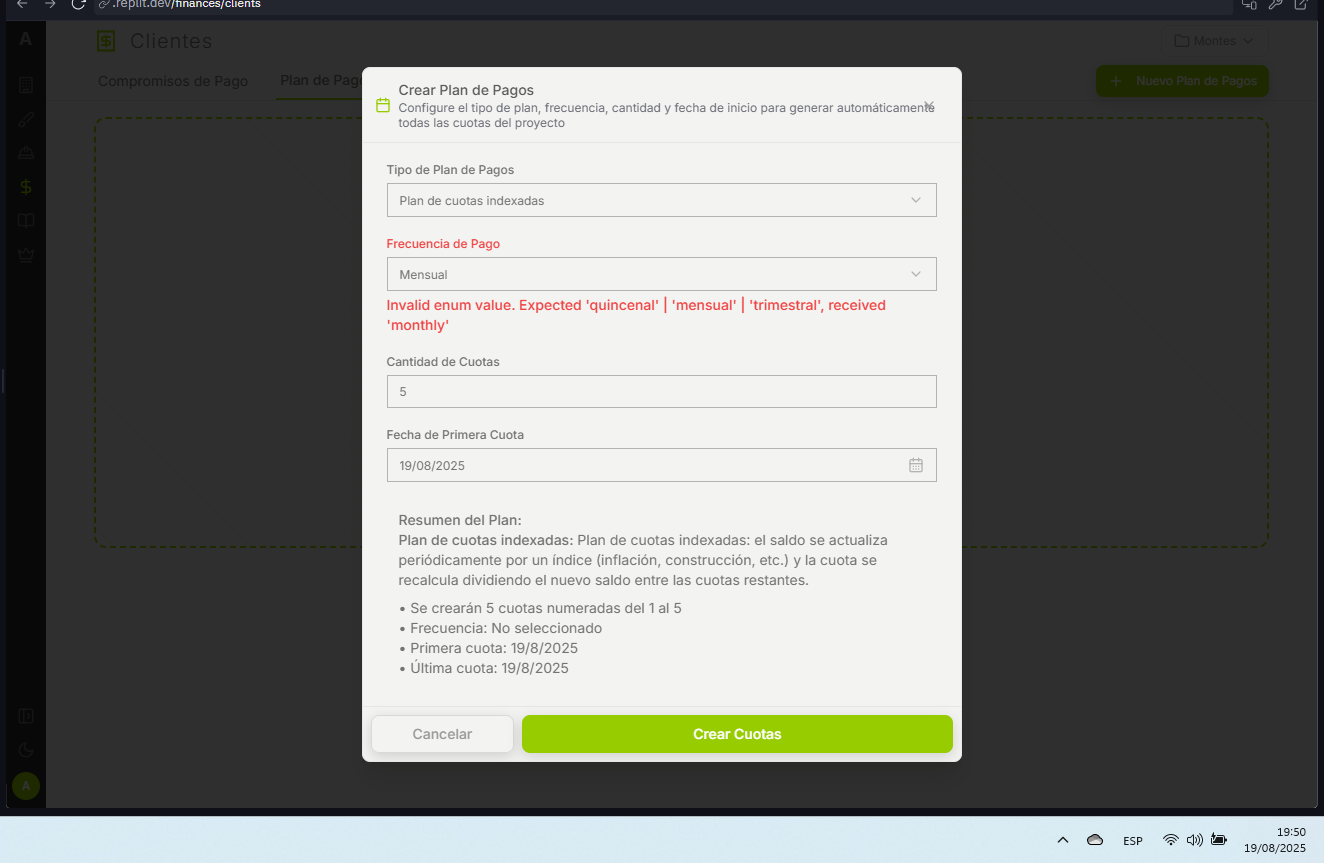 .replit.dev/finances/clients
A
Clientes
Montes
Compromisos de Pago
Plan de Pag
Nuevo Plan de Pagos
Crear Plan de Pagos
Configure el tipo de plan, frecuencia, cantidad y fecha de inicio para generar automáticamente
todas las cuotas del proyecto
Tipo de Plan de Pagos
Plan de cuotas indexadas
Frecuencia de Pago
Mensual
Invalid enum value. Expected 'quincenal' | 'mensual' | 'trimestral', received
'monthly'
Cantidad de Cuotas
5
Fecha de Primera Cuota
19/08/2025
Resumen del Plan:
Plan de cuotas indexadas: Plan de cuotas indexadas: el saldo se actualiza
periódicamente por un índice (inflación, construcción, etc.) y la cuota se
recalcula dividiendo el nuevo saldo entre las cuotas restantes.
• Se crearán 5 cuotas numeradas del 1 al 5
• Frecuencia: No seleccionado
• Primera cuota: 19/8/2025
• Última cuota: 19/8/2025
Cancelar
Crear Cuotas
A
ESP
19:50
19/08/2025